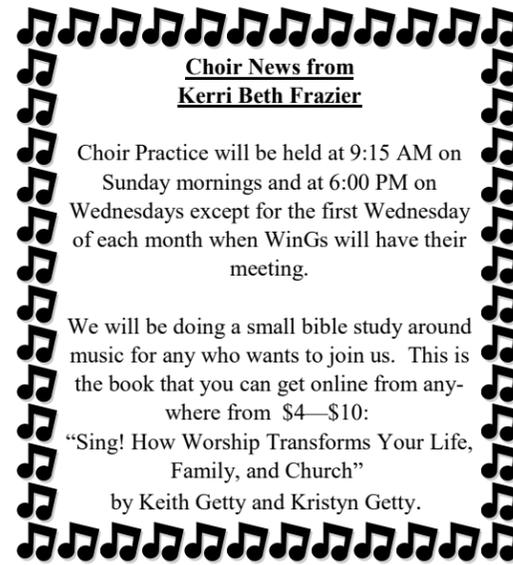 Choir News from
Kerri Beth Frazier
Choir Practice will be held at 9:15 AM on
Sunday mornings and at 6:00 PM on
Wednesdays except for the first Wednesday
of each month when WinGs will have their
meeting.
We will be doing a small bible study around
music for any who wants to join us.  This is
the book that you can get online from any-
where from  $4—$10:
“Sing! How Worship Transforms Your Life,
Family, and Church”
by Keith Getty and Kristyn Getty.